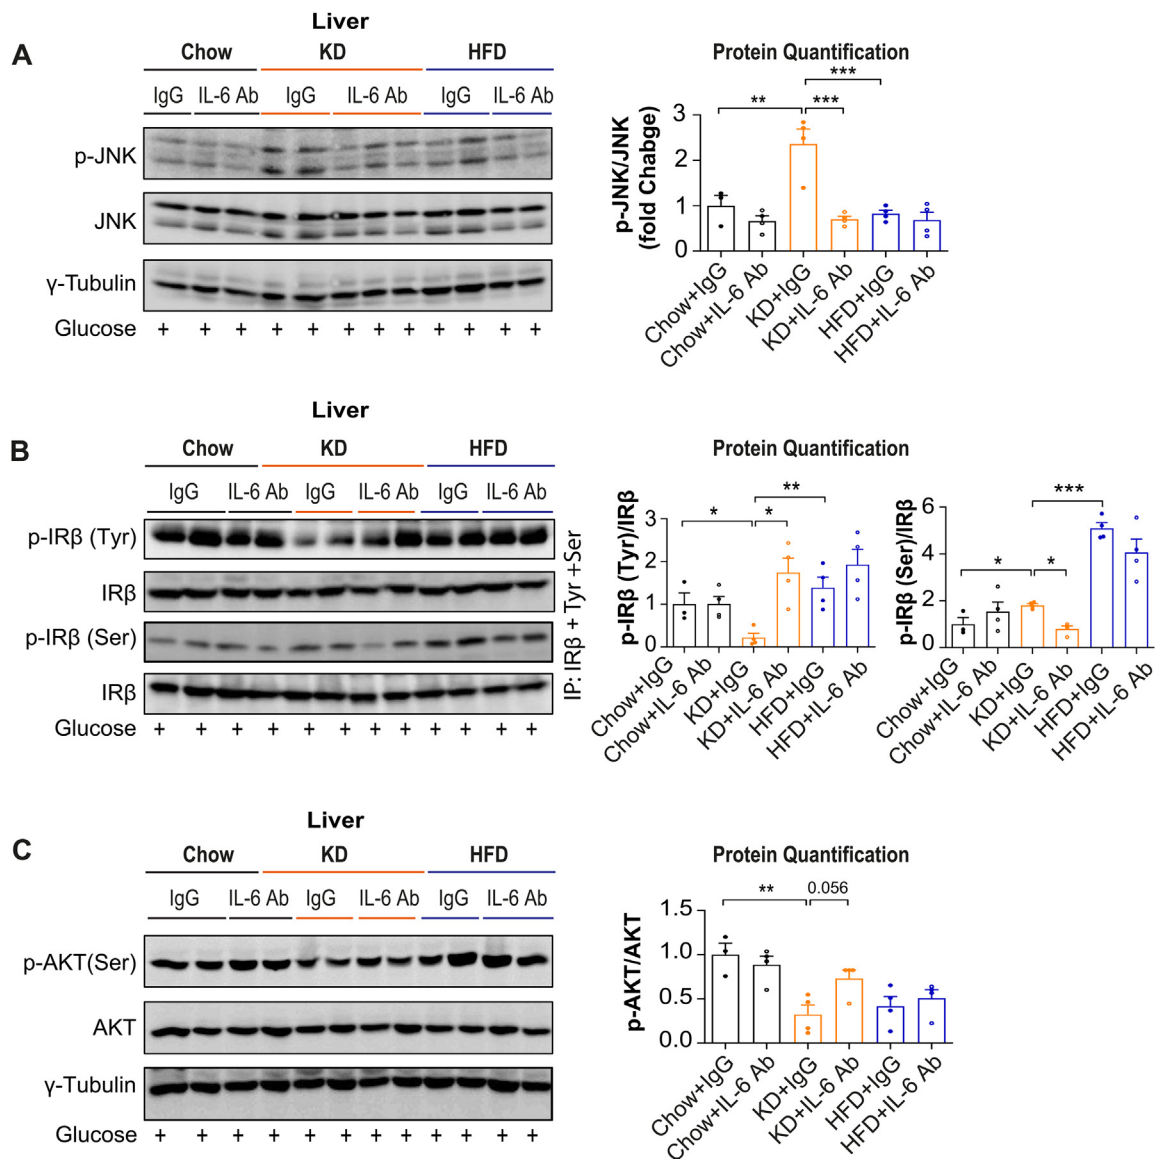 Liver
A
Chow KD HFD
IgG IL-6 Ab IgG IL-6 Ab IgG IL-6 Ab
p-JNK
JNK
γ-Tubulin
Glucose + + + + + + + + + + +
Protein Quantification
*** ** ***
p-JNK/JNK
(fold Chabge)
3
2
1
0
Chow+IgG
Chow+IL-6 Ab
KD+IgG
KD+IL-6 Ab
HFD+IgG
HFD+IL-6 Ab
Liver
B
Chow KD HFD
IgG IL-6 Ab IgG IL-6 Ab IgG IL-6 Ab
p-IRβ (Tyr)
IRβ
p-IRβ (Ser)
IRβ
Glucose + + + + + + + + + + +
IP: IRβ + Tyr +Ser
Protein Quantification
** * *
p-IRβ (Tyr)/IRβ
3
2
1
0
Chow+IgG
Chow+IL-6 Ab
KD+IgG
KD+IL-6 Ab
HFD+IgG
HFD+IL-6 Ab
*** * *
p-IRβ (Ser)/IRβ
6
4
2
0
Chow+IgG
Chow+IL-6 Ab
KD+IgG
KD+IL-6 Ab
HFD+IgG
HFD+IL-6 Ab
Liver
C
Chow KD HFD
IgG IL-6 Ab IgG IL-6 Ab IgG IL-6 Ab
p-AKT(Ser)
AKT
γ-Tubulin
Glucose + + + + + + + + + + +
Protein Quantification
** 0.056
p-AKT/AKT
1.5
1.0
0.5
0.0
Chow+IgG
Chow+IL-6 Ab
KD+IgG
KD+IL-6 Ab
HFD+IgG
HFD+IL-6 Ab